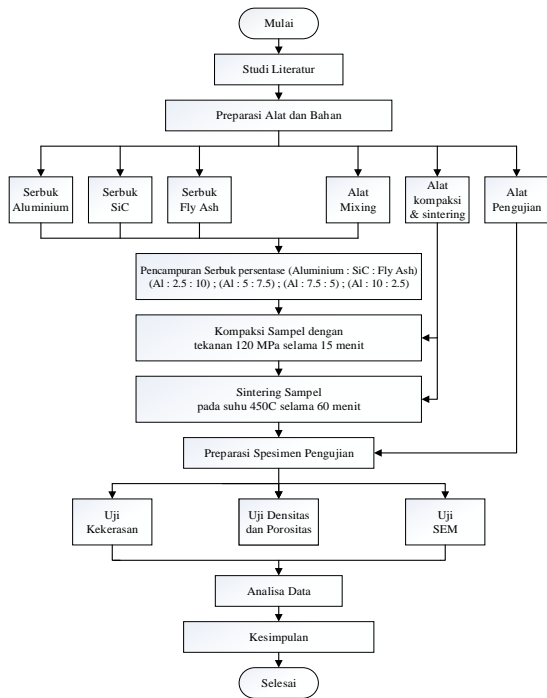 Mulai
Studi Literatur
Preparasi Alat dan Bahan
Serbuk
Aluminium
Serbuk
SiC
Serbuk
Fly Ash
Alat
Mixing
Alat
kompaksi
& sintering
Alat
Pengujian
Pencampuran Serbuk persentase (Aluminium : SiC : Fly Ash)
(Al : 2.5 : 10) ; (Al : 5 : 7.5) ; (Al : 7.5 : 5) ; (Al : 10 : 2.5)
Kompaksi Sampel dengan
tekanan 120 MPa selama 15 menit
Sintering Sampel
pada suhu 450C selama 60 menit
Preparasi Spesimen Pengujian
Uji
Kekerasan
Uji Densitas
dan Porositas
Uji
SEM
Analisa Data
Kesimpulan
Selesai